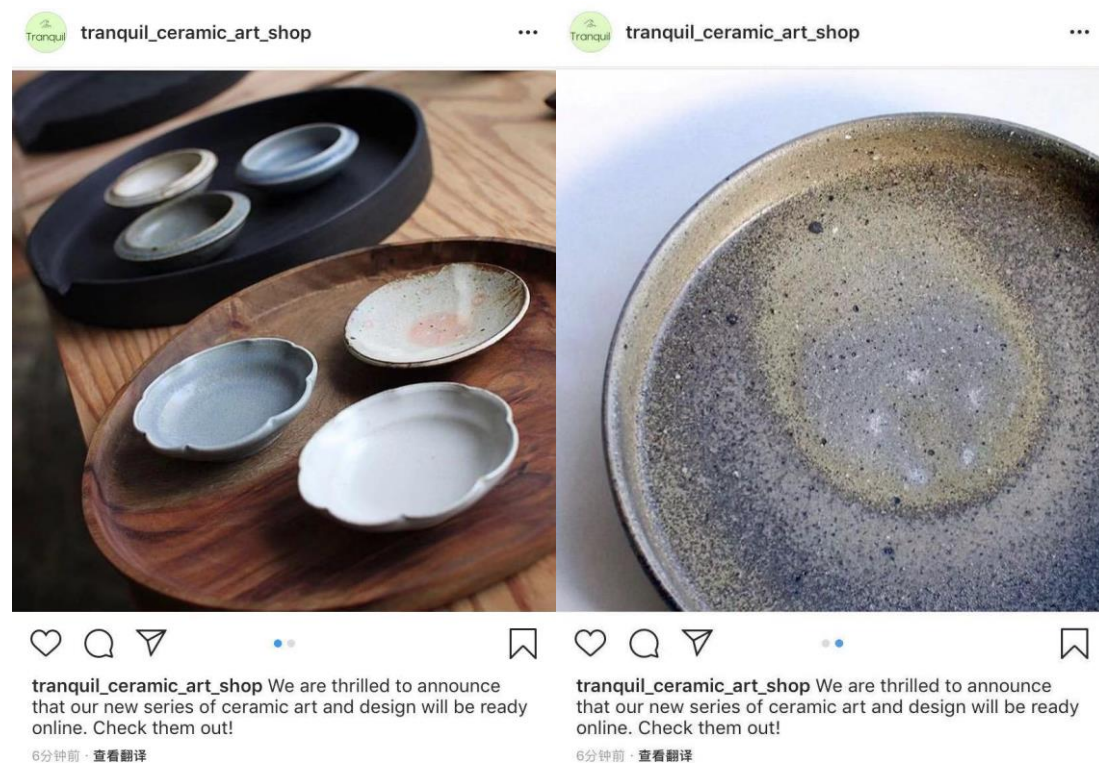 Tranquil
tranquil_ceramic_art_shop
tranquil_ceramic_art_shop We are thrilled to announce
that our new series of ceramic art and design will be ready
online. Check them out!
6分钟前 · 查看翻译
Tranquil
tranquil_ceramic_art_shop
tranquil_ceramic_art_shop We are thrilled to announce
that our new series of ceramic art and design will be ready
online. Check them out!
6分钟前 · 查看翻译